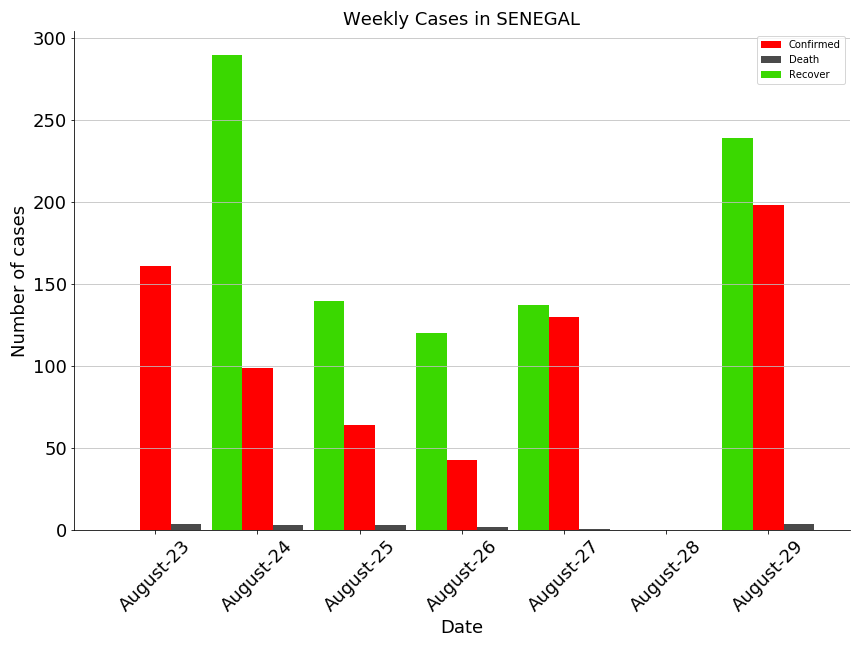 Weekly Cases in SENEGAL
Confirmed
Death
Recover
Number of cases
300
250
200
150
100
50
0
August-23
August-24
August-25
August-26
August-27
August-28
August-29
Date